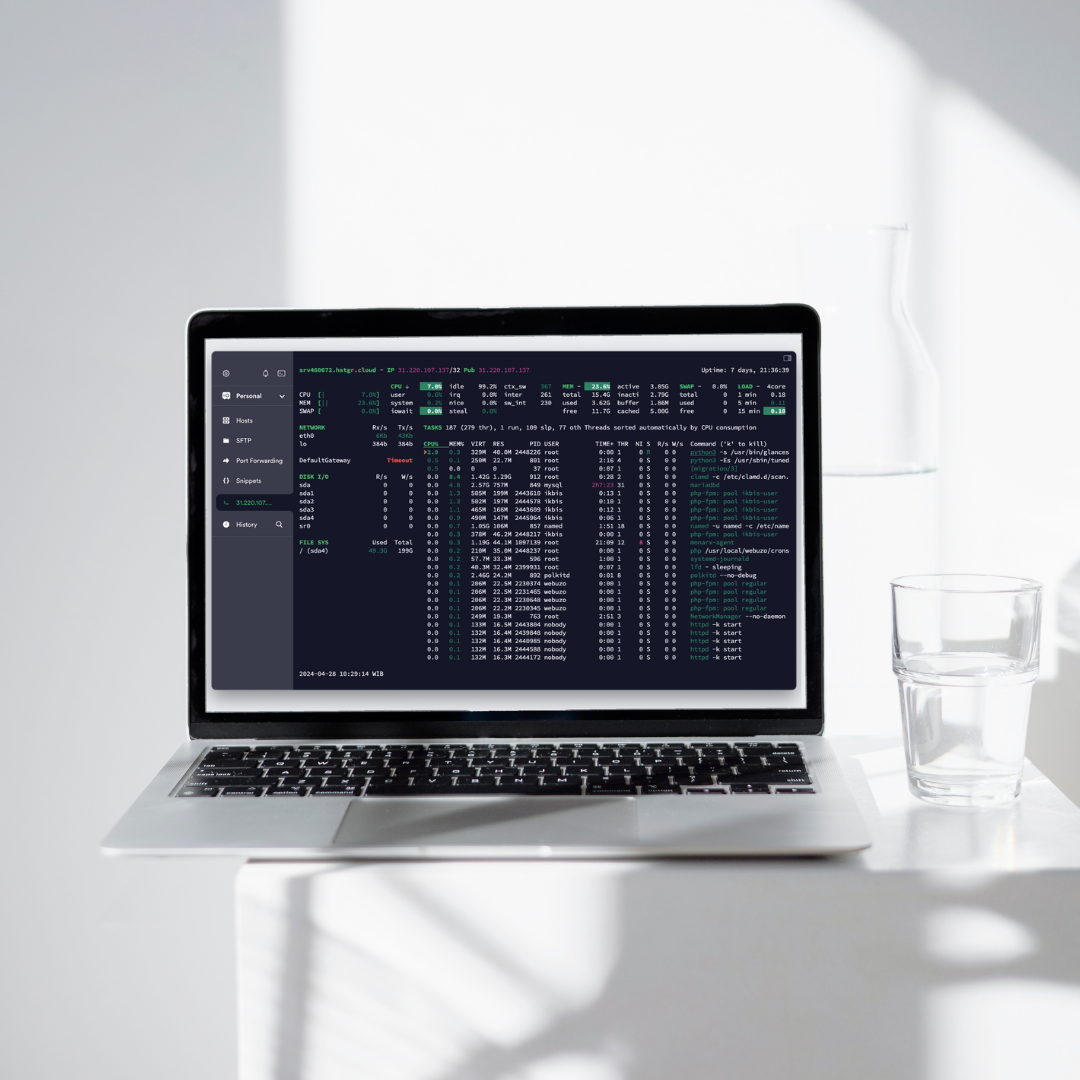 srv460672.hstgr.cloud - IP 31.220.107.137/32 Pub 31.220.107.137 Uptime: 7 days, 21:36:39
Personal
Hosts
SFTP
Port Forwarding
Snippets
31.220.107....
History
CPU ↓ 7.0% idle 99.2% ctx_sw 367 MEM - 23.6% active 3.85G SWAP - 0.0% LOAD - 4core
CPU [| 7.0%] user irq 0.0% inter 261 total 15.4G inacti 2.79G total 0 1 min 0.18
MEM [|| 23.6%] system 0.2% nice 0.0% sw_int 230 used 3.62G buffer 1.86M used 0 5 min 0.11
SWAP [ 0.0%] iowait 0.0% steal 0.0% free 11.7G cached 5.00G free 0 15 min 0.10
NETWORK Rx/s Tx/s TASKS 187 (279 thr), 1 run, 109 slp, 77 oth Threads sorted automatically by CPU consumption
eth0 6Kb 43Kb
lo 384b 384b CPU% MEM% VIRT RES PID USER TIME+ THR NI S R/s W/s Command ('k' to kill)
>1.9 0.3 329M 40.0M 2448226 root 0:00 1 0 R 0 0 python3 -s /usr/bin/glances
DefaultGateway Timeout 0.5 0.1 250M 22.7M 801 root 2:16 4 0 S 0 0 python3 -Es /usr/sbin/tuned
0.5 0.0 0 0 37 root 0:07 1 0 S 0 0 [migration/3]
DISK I/O R/s W/s 0.0 8.4 1.42G 1.29G 912 root 0:28 2 0 S 0 0 clamd -c /etc/clamd.d/scan.
sda 0 0 0.0 4.8 2.57G 757M 849 mysql 2h7:23 31 0 S 0 0 mariadbd
sda1 0 0 0.0 1.3 505M 199M 2443610 ikbis 0:13 1 0 S 0 0 php-fpm: pool ikbis-user
sda2 0 0 0.0 1.3 502M 197M 2444578 ikbis 0:10 1 0 S 0 0 php-fpm: pool ikbis-user
sda3 0 0 0.0 1.1 465M 166M 2443609 ikbis 0:12 1 0 S 0 0 php-fpm: pool ikbis-user
sda4 0 0 0.0 0.9 490M 147M 2445964 ikbis 0:06 1 0 S 0 0 php-fpm: pool ikbis-user
sr0 0 0 0.0 0.7 1.05G 106M 857 named 1:51 18 0 S 0 0 named -u named -c /etc/name
0.0 0.3 378M 46.2M 2448217 ikbis 0:00 1 0 S 0 0 php-fpm: pool ikbis-user
FILE SYS Used Total 0.0 0.3 1.19G 44.1M 1097139 root 21:09 12 S 0 0 monarx-agent
/ (sda4) 49.3G 199G 0.0 0.2 210M 35.0M 2448237 root 0:00 1 0 S 0 0 php /usr/local/webuzo/crons
0.0 0.2 57.7M 33.3M 596 root 1:00 1 0 S 0 0 systemd-journald
0.0 0.2 40.3M 32.4M 2399931 root 0:07 1 0 S 0 0 lfd - sleeping
0.0 0.2 2.46G 24.2M 892 polkitd 0:01 8 0 S 0 0 polkitd --no-debug
0.0 0.1 206M 22.5M 2230374 webuzo 0:00 1 0 S 0 0 php-fpm: pool regular
0.0 0.1 206M 22.5M 2231465 webuzo 0:00 1 0 S 0 0 php-fpm: pool regular
0.0 0.1 206M 22.3M 2230648 webuzo 0:00 1 0 S 0 0 php-fpm: pool regular
0.0 0.1 206M 22.2M 2230345 webuzo 0:00 1 0 S 0 0 php-fpm: pool regular
0.0 0.1 249M 19.3M 763 root 2:51 3 0 S 0 0 NetworkManager --no-daemon
0.0 0.1 133M 16.5M 2443804 nobody 0:00 1 0 S 0 0 httpd -k start
0.0 0.1 132M 16.4M 2439848 nobody 0:00 1 0 S 0 0 httpd -k start
0.0 0.1 132M 16.4M 2440985 nobody 0:00 1 0 S 0 0 httpd -k start
0.0 0.1 132M 16.3M 2444588 nobody 0:00 1 0 S 0 0 httpd -k start
0.0 0.1 132M 16.3M 2444172 nobody 0:00 1 0 S 0 0 httpd -k start
2024-04-28 10:29:14 WIB
delete
tab Q W E R T Y U I O P
caps lock A S D F G H J K L return
shift Z X C V B N M shift
control option command command option